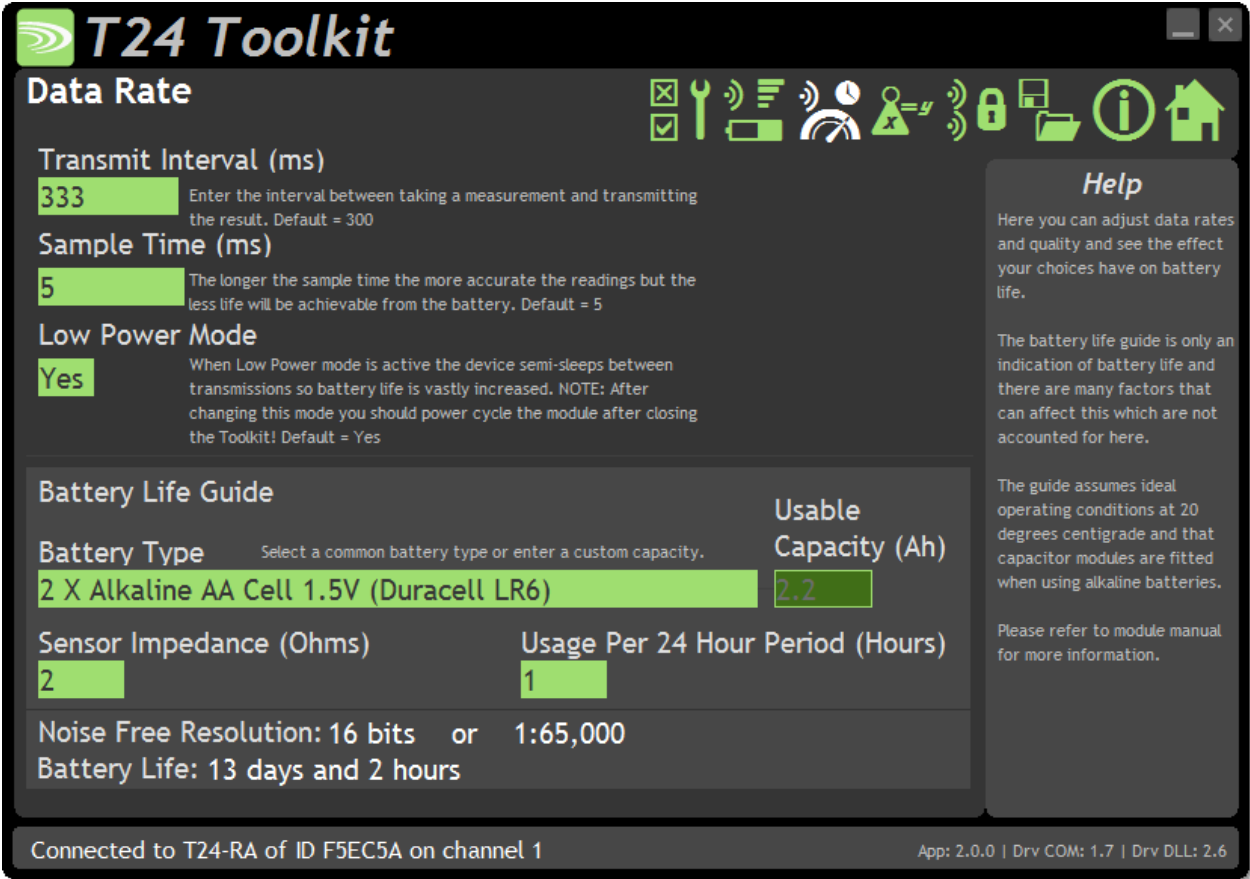 T24 Toolkit
Data Rate
x=y
Transmit Interval (ms)
333
Enter the interval between taking a measurement and transmitting
the result. Default = 300
Sample Time (ms)
5
The longer the sample time the more accurate the readings but the
less life will be achievable from the battery. Default = 5
Low Power Mode
Yes
When Low Power mode is active the device semi-sleeps between
transmissions so battery life is vastly increased. NOTE: After
changing this mode you should power cycle the module after closing
the Toolkit! Default = Yes
Battery Life Guide
Usable
Capacity (Ah)
Battery Type
Select a common battery type or enter a custom capacity.
2 X Alkaline AA Cell 1.5V (Duracell LR6)
2.2
Sensor Impedance (Ohms)
2
Usage Per 24 Hour Period (Hours)
1
Noise Free Resolution: 16 bits or 1:65,000
Battery Life: 13 days and 2 hours
Help
Here you can adjust data rates
and quality and see the effect
your choices have on battery
life.
The battery life guide is only an
indication of battery life and
there are many factors that
can affect this which are not
accounted for here.
The guide assumes ideal
operating conditions at 20
degrees centigrade and that
capacitor modules are fitted
when using alkaline batteries.
Please refer to module manual
for more information.
Connected to T24-RA of ID F5EC5A on channel 1
App: 2.0.0 | Drv COM: 1.7 | Drv DLL: 2.6